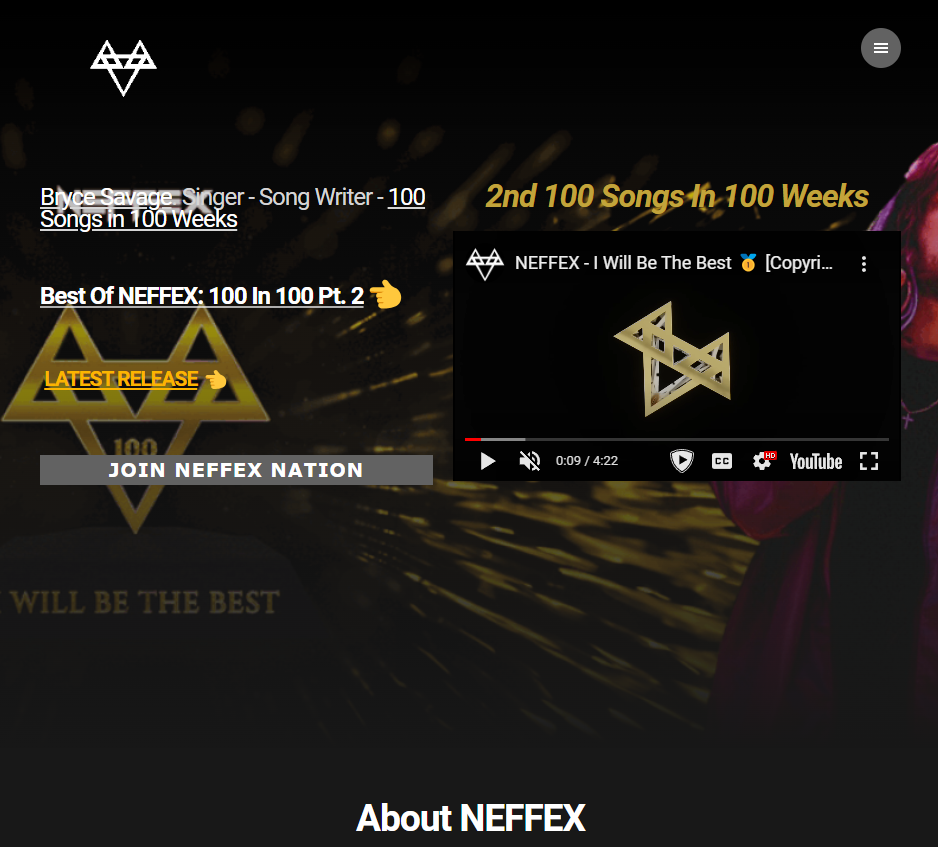 Bryce Savage. Singer - Song Writer - 100
Songs in 100 Weeks
NEFFEX
Best Of NEFFEX: 100 In 100 Pt. 2
LATEST RELEASE
100
JOIN NEFFEX NATION
I WILL BE THE BEST
2nd 100 Songs In 100 Weeks
NEFFEX - I Will Be The Best 🥇 [Copyri...
0:09 / 4:22
CC
HD
YouTube
About NEFFEX